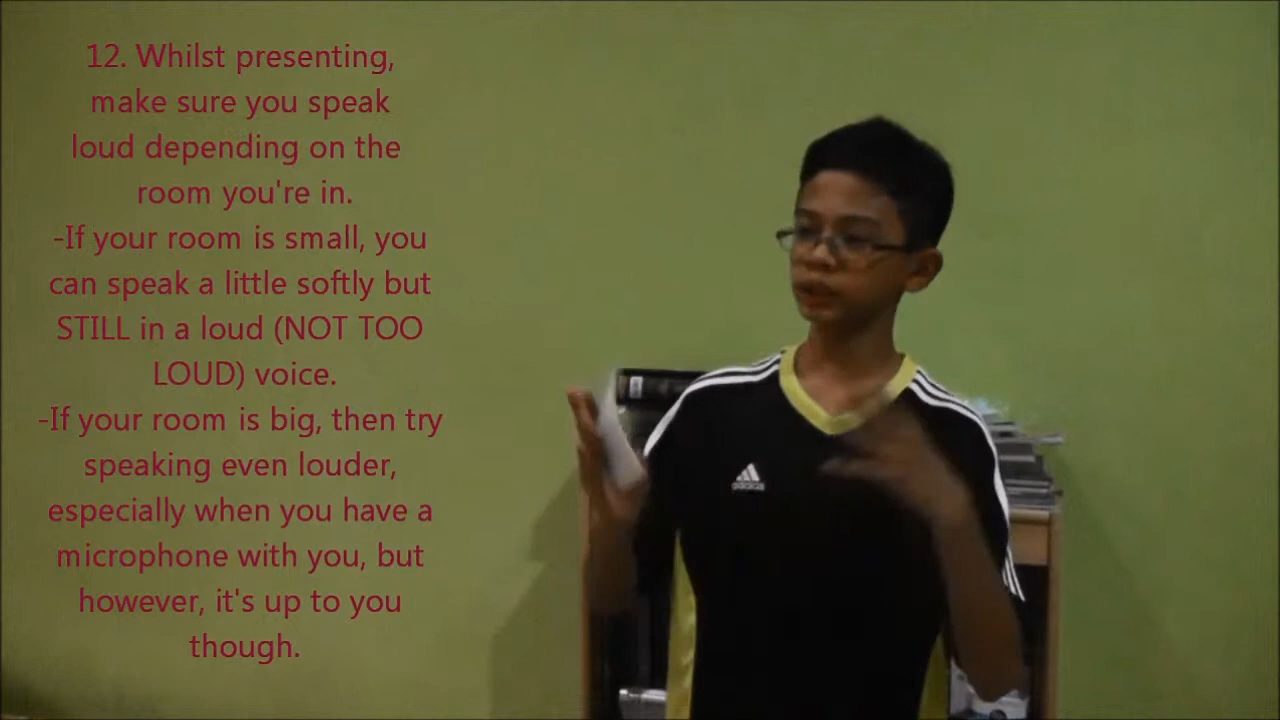 12. Whilst presenting,
make sure you speak
loud depending on the
room you're in.
-If your room is small, you
can speak a little softly but
STILL in a loud (NOT TOO
LOUD) voice.
-If your room is big, then try
speaking even louder,
especially when you have a
microphone with you, but
however, it's up to you
though.
adidas